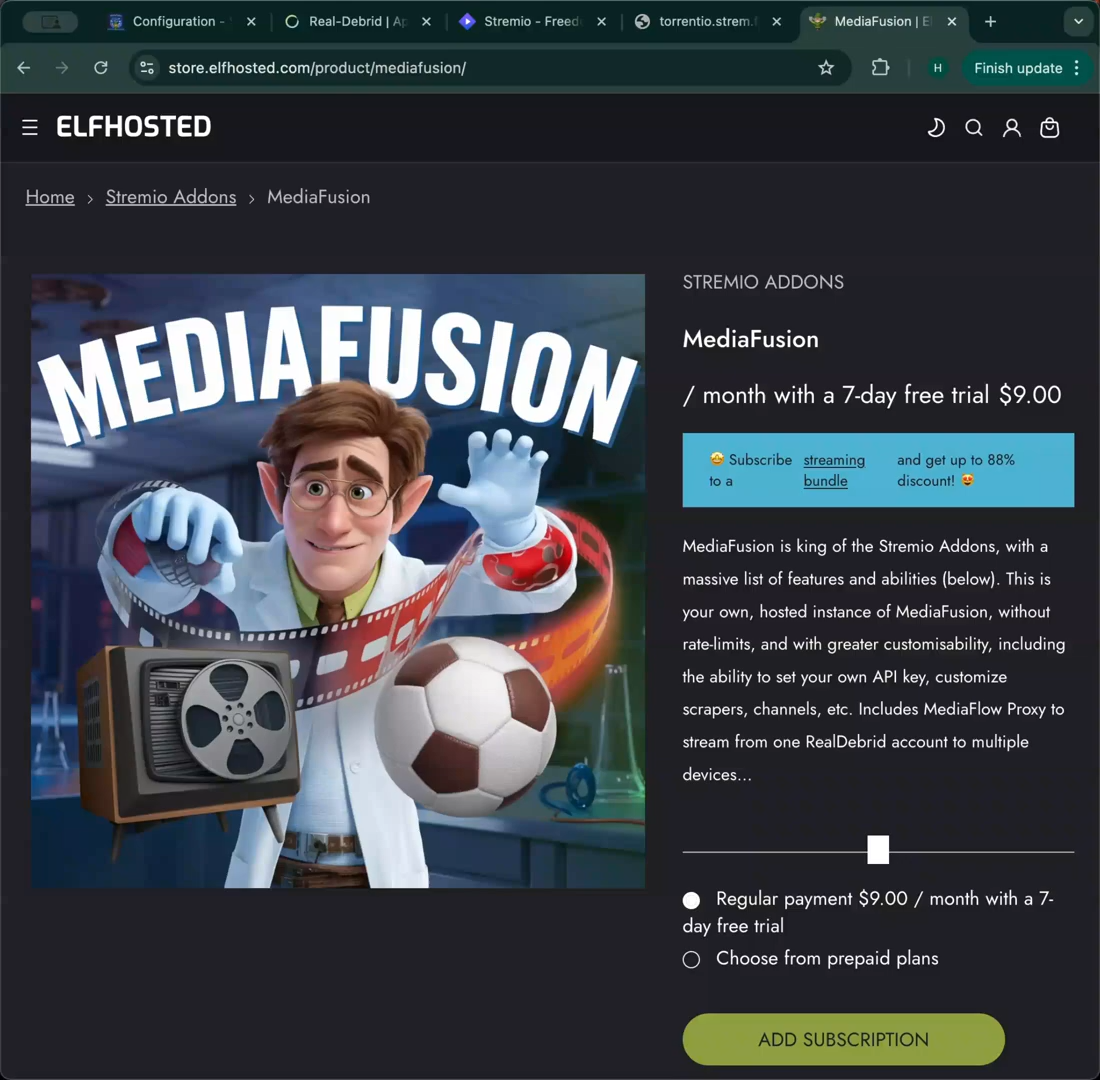 Configuration -
Real-Debrid | Ap
Stremio - Freed
torrentio.strem.f
MediaFusion | El
store.elfhosted.com/product/mediafusion/
H
Finish update
ELFHOSTED
Home › Stremio Addons › MediaFusion
MEDIAFUSION
STREMIO ADDONS
MediaFusion
/ month with a 7-day free trial $9.00
🤩 Subscribe to a streaming bundle and get up to 88% discount! 😍
MediaFusion is king of the Stremio Addons, with a
massive list of features and abilities (below). This is
your own, hosted instance of MediaFusion, without
rate-limits, and with greater customisability, including
the ability to set your own API key, customize
scrapers, channels, etc. Includes MediaFlow Proxy to
stream from one RealDebrid account to multiple
devices…
Regular payment $9.00 / month with a 7-
day free trial
Choose from prepaid plans
ADD SUBSCRIPTION